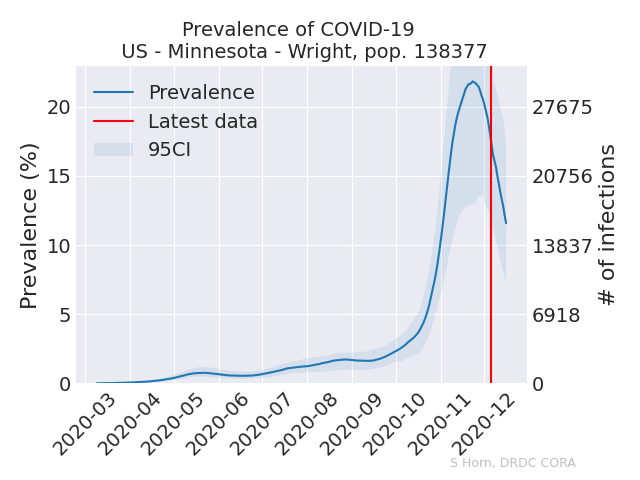 Prevalence of COVID-19
US - Minnesota - Wright, pop. 138377
Prevalence
Latest data
95CI
Prevalence (%)
20
15
10
5
0
27675
20756
13837
6918
0
# of infections
2020-03
2020-04
2020-05
2020-06
2020-07
2020-08
2020-09
2020-10
2020-11
2020-12
S Horn, DRDC CORA